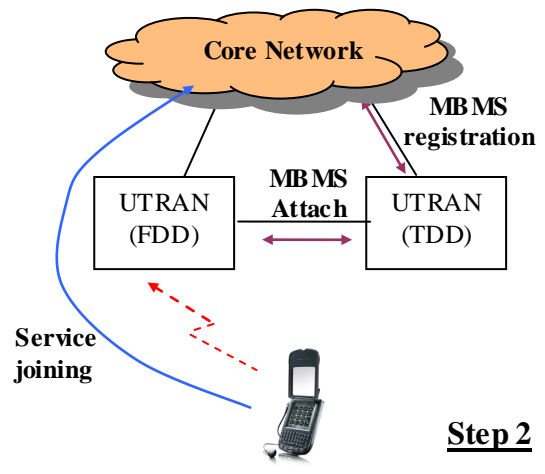 Core Network
MBMS
registration
MBMS
Attach
UTRAN
(FDD)
UTRAN
(TDD)
Service
joining
Step 2